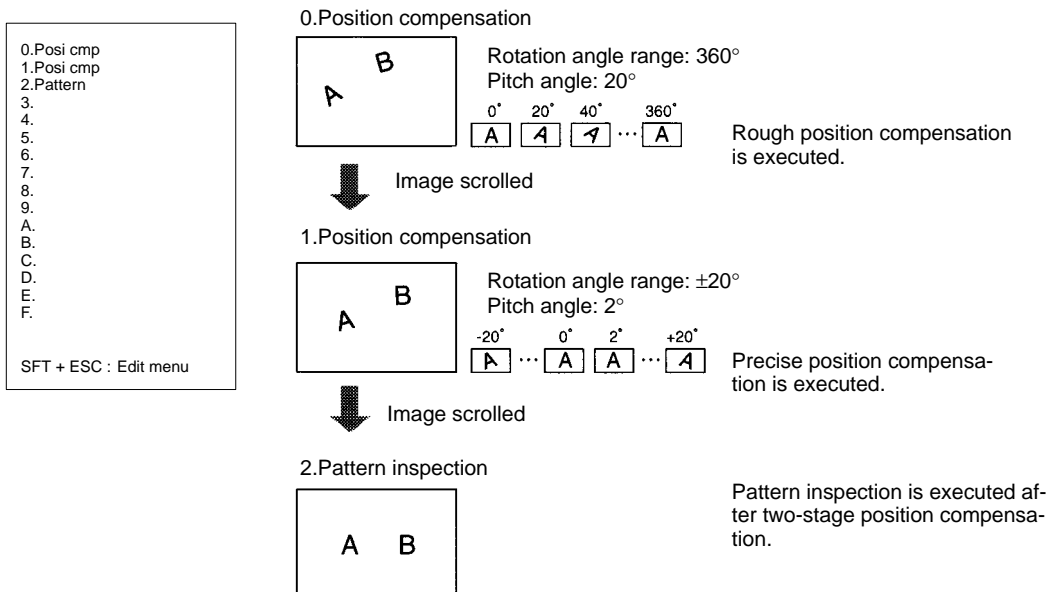 0.Posi cmp
1.Posi cmp
2.Pattern
3.
4.
5.
6.
7.
8.
9.
A.
B.
C.
D.
E.
F.
SFT + ESC : Edit menu
0.Position compensation
B
A
Rotation angle range: 360°
Pitch angle: 20°
0° 20° 40° 360°
A A A ··· A
Rough position compensation
is executed.
Image scrolled
1.Position compensation
B
A
Rotation angle range: ±20°
Pitch angle: 2°
-20° 0° 2° +20°
A ··· A A ··· A
Precise position compensa-
tion is executed.
Image scrolled
2.Pattern inspection
A B
Pattern inspection is executed af-
ter two-stage position compensa-
tion.